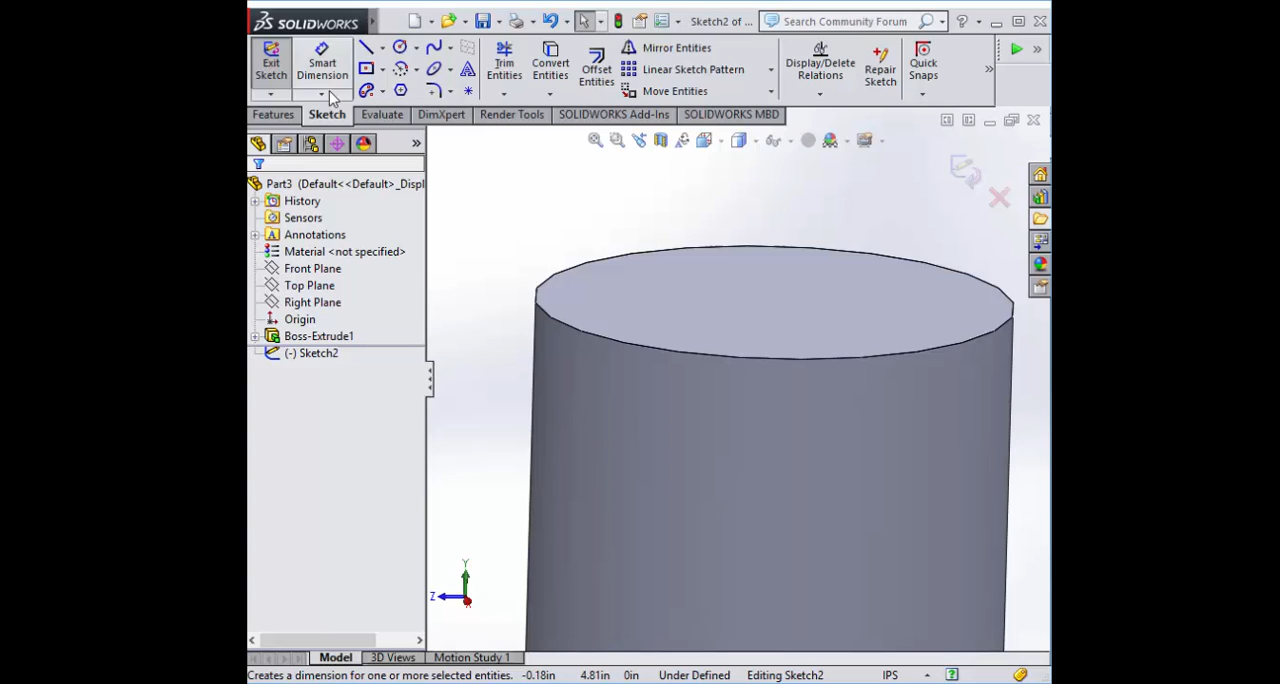 SOLIDWORKS
Sketch2 of ...
Search Community Forum
Exit Sketch
Smart Dimension
Trim Entities
Convert Entities
Offset Entities
Mirror Entities
Linear Sketch Pattern
Move Entities
Display/Delete Relations
Repair Sketch
Quick Snaps
Features
Sketch
Evaluate
DimXpert
Render Tools
SOLIDWORKS Add-Ins
SOLIDWORKS MBD
Part3 (Default<<Default>_Displ
History
Sensors
Annotations
Material <not specified>
Front Plane
Top Plane
Right Plane
Origin
Boss-Extrude1
(-) Sketch2
Y
Z
Model
3D Views
Motion Study 1
Creates a dimension for one or more selected entities. -0.18in 4.81in 0in Under Defined Editing Sketch2 IPS